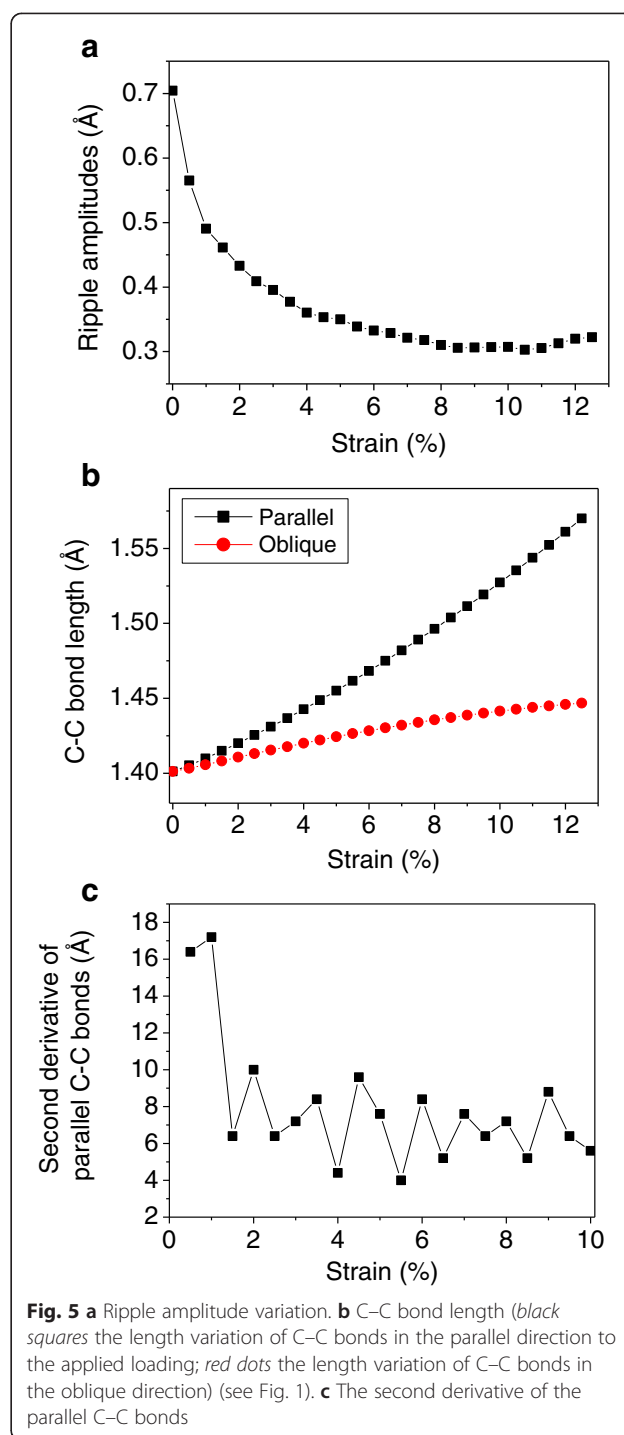 a
0.7
0.6
0.5
0.4
0.3
Ripple amplitudes (Å)
0 2 4 6 8 10 12
Strain (%)
b
Parallel
Oblique
1.55
1.50
1.45
1.40
C-C bond length (Å)
0 2 4 6 8 10 12
Strain (%)
c
18
16
14
12
10
8
6
4
2
Second derivative of
parallel C-C bonds (Å)
0 2 4 6 8 10
Strain (%)
Fig. 5 a Ripple amplitude variation. b C–C bond length (black
squares the length variation of C–C bonds in the parallel direction to
the applied loading; red dots the length variation of C–C bonds in
the oblique direction) (see Fig. 1). c The second derivative of the
parallel C–C bonds